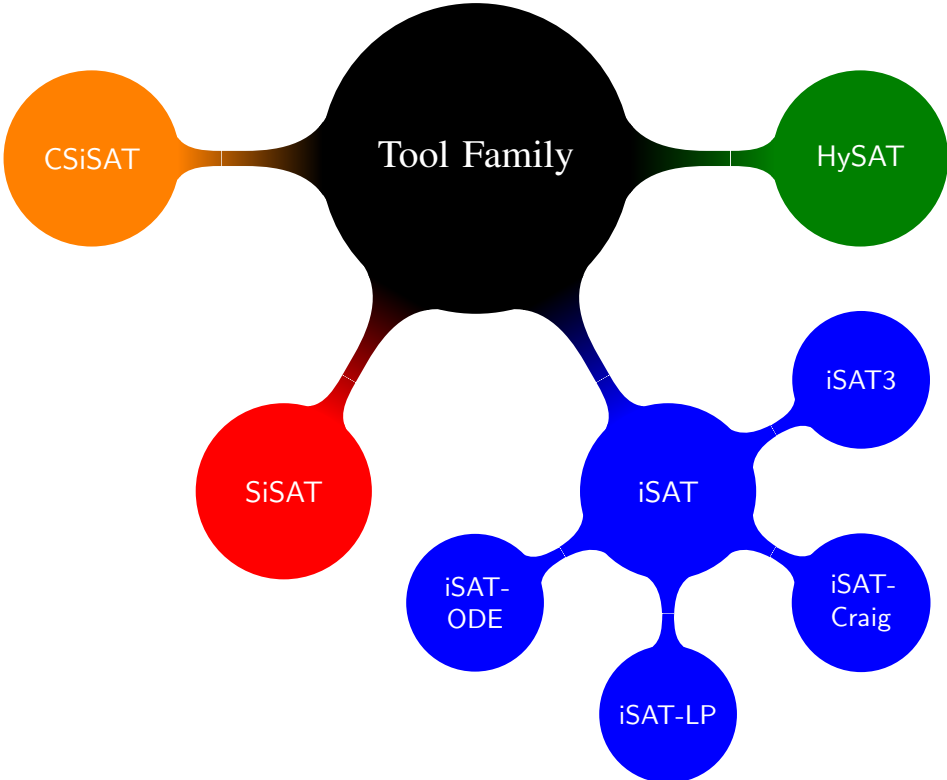 Tool Family
CSiSAT
HySAT
iSAT3
SiSAT
iSAT
iSAT-
ODE
iSAT-
Craig
iSAT-LP